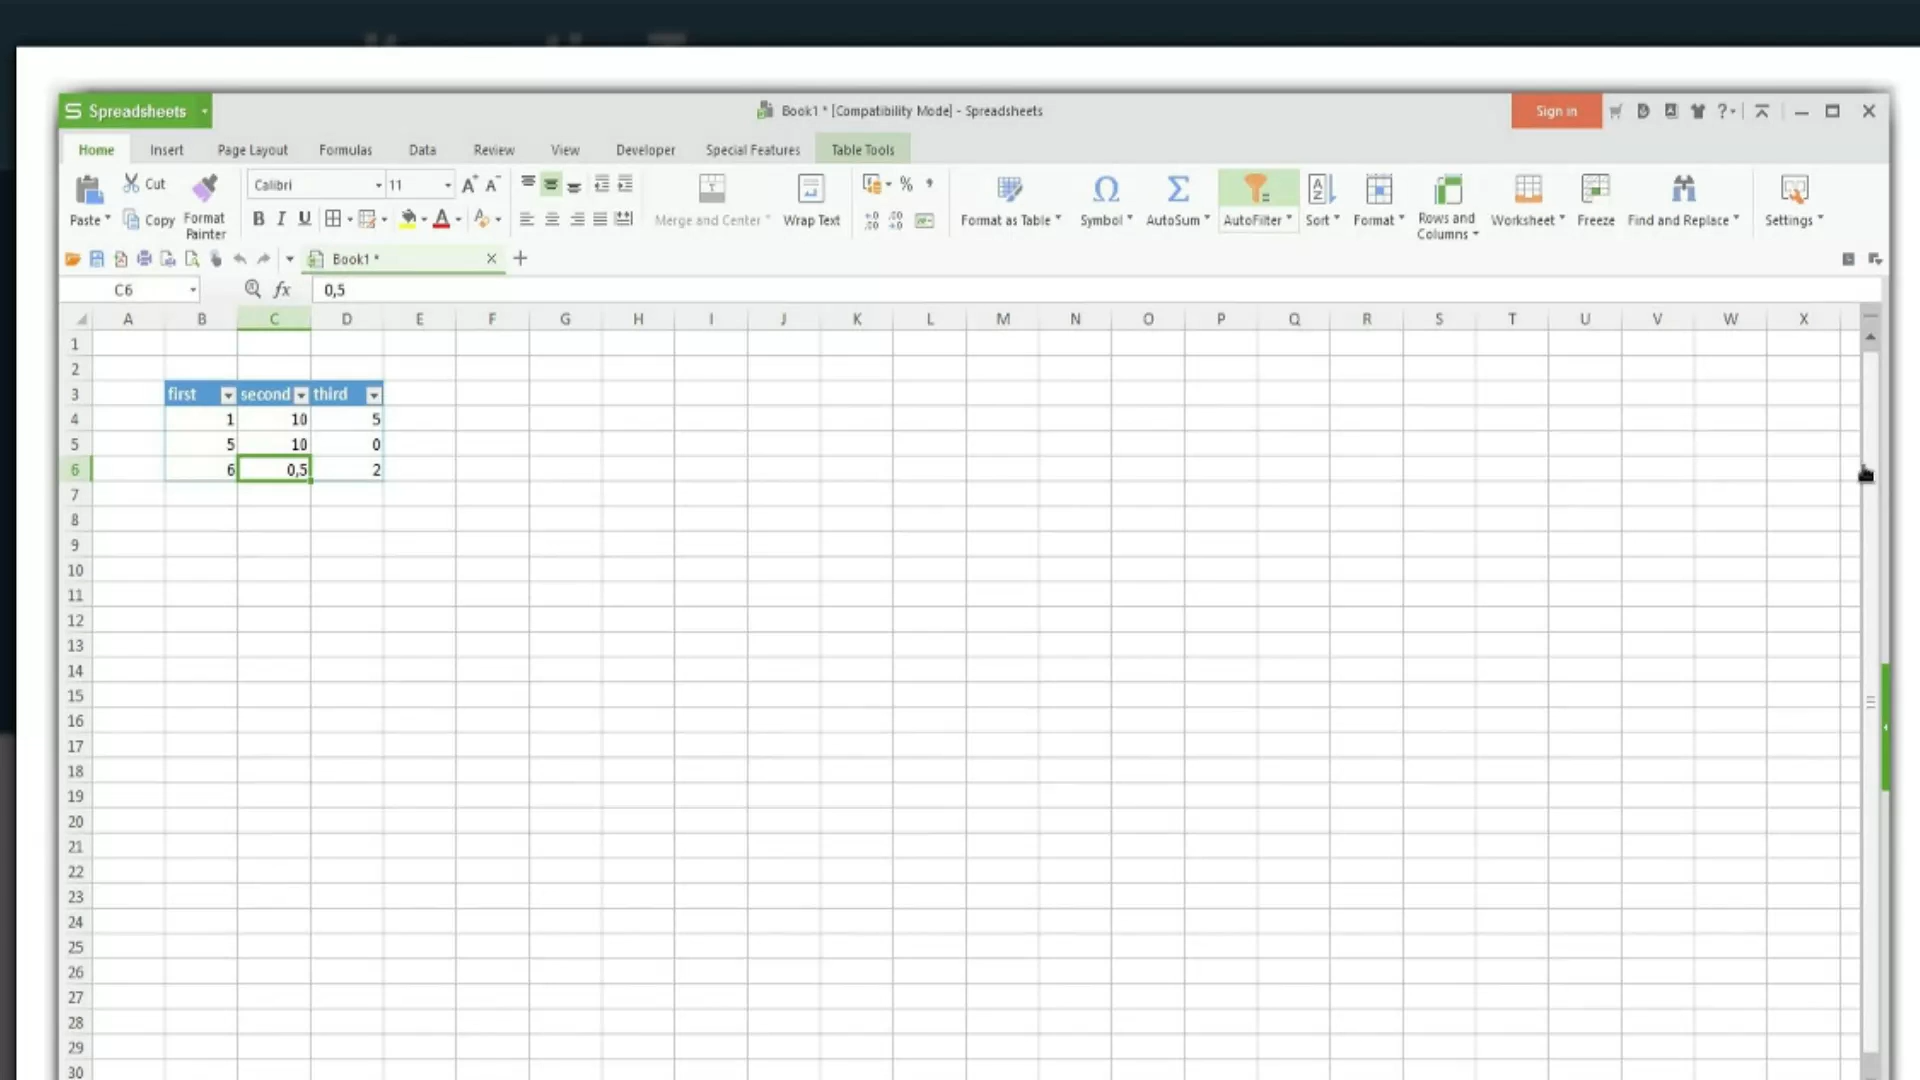 Spreadsheets
Book1 * [Compatibility Mode] - Spreadsheets
Sign in
Home Insert Page Layout Formulas Data Review View Developer Special Features Table Tools
Paste
Cut
Copy
Format Painter
Calibri 11
B I U
Merge and Center
Wrap Text
Format as Table
Symbol
AutoSum
AutoFilter
Sort
Format
Rows and Columns
Worksheet
Freeze
Find and Replace
Settings
Book1 *
C6 fx 0,5
A B C D E F G H I J K L M N O P Q R S T U V W X
1
2
3 first second third
4 1 10 5
5 5 10 0
6 6 0,5 2
7
8
9
10
11
12
13
14
15
16
17
18
19
20
21
22
23
24
25
26
27
28
29
30